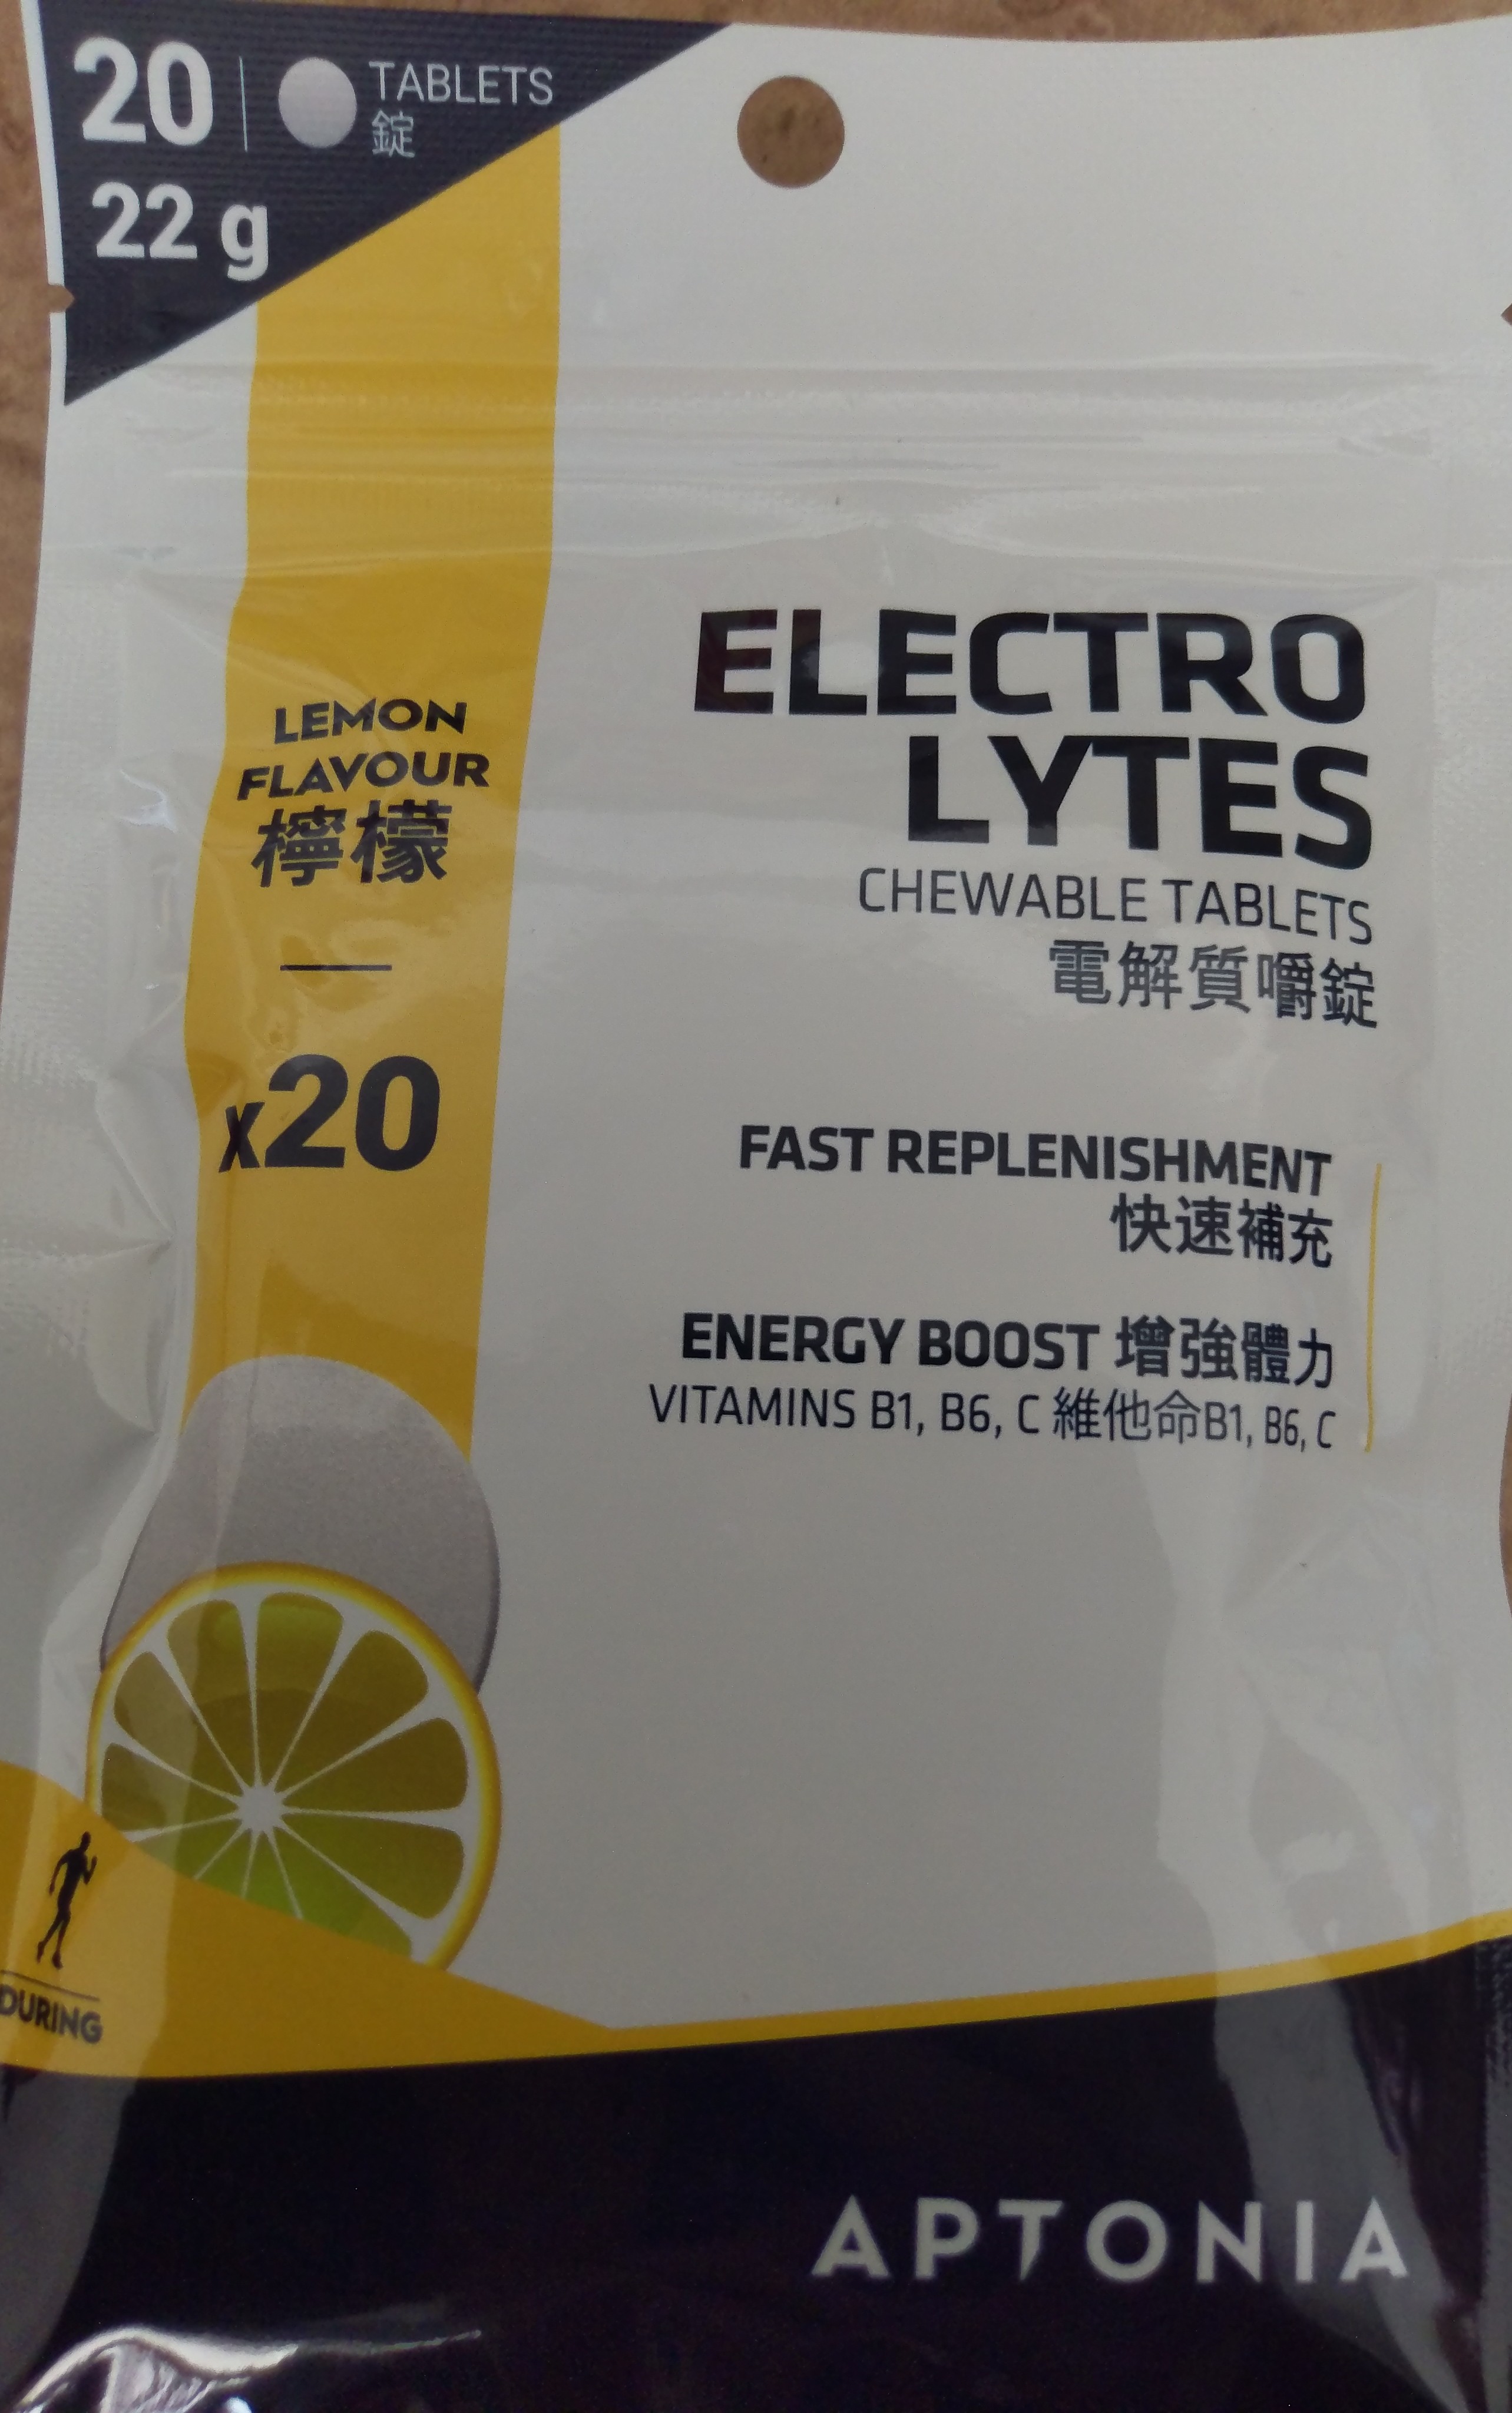 20 TABLETS
錠
22 g
LEMON
FLAVOUR
檸檬
x20
ELECTRO
LYTES
CHEWABLE TABLETS
電解質嚼錠
FAST REPLENISHMENT
快速補充
ENERGY BOOST 增強體力
VITAMINS B1, B6, C 維他命B1, B6, C
DURING
APTONIA